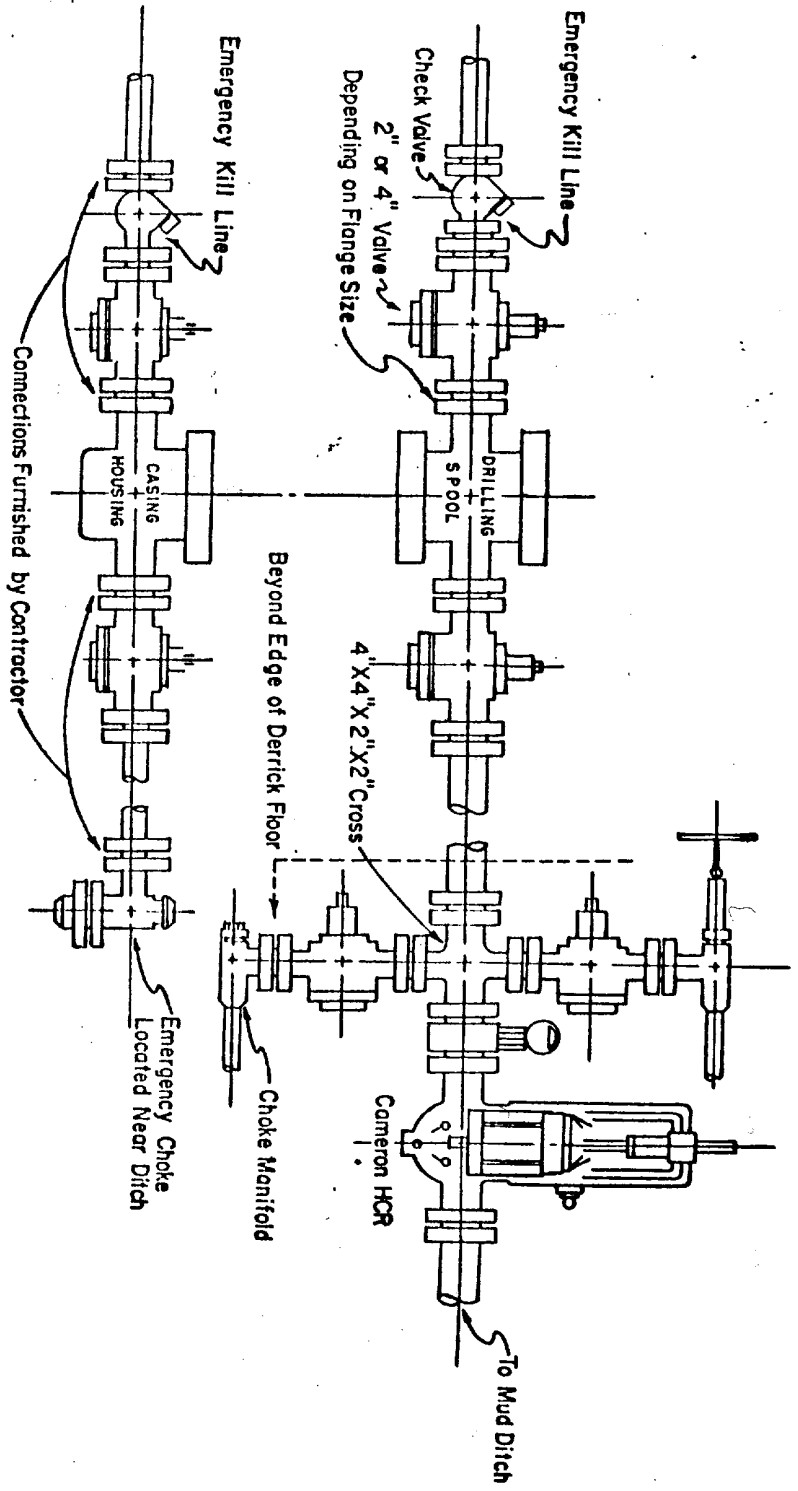 Emergency Kill Line
Check Valve
2" or 4" Valve
Depending on Flange Size
DRILLING
SPOOL
4"X4"X2"X2" Cross
Beyond Edge of Derrick Floor
Cameron HCR
To Mud Ditch
Choke Manifold
Emergency Kill Line
CASING
HOUSING
Connections Furnished by Contractor
Emergency Choke
Located Near Ditch